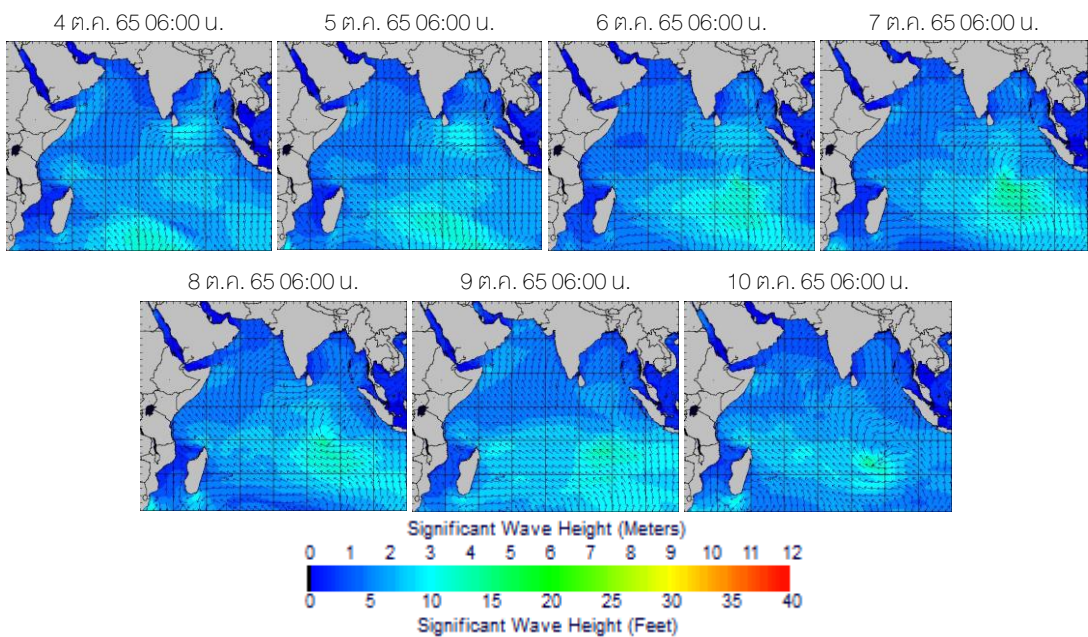 4 ต.ค. 65 06:00 น.
5 ต.ค. 65 06:00 น.
6 ต.ค. 65 06:00 น.
7 ต.ค. 65 06:00 น.
8 ต.ค. 65 06:00 น.
9 ต.ค. 65 06:00 น.
10 ต.ค. 65 06:00 น.
Significant Wave Height (Meters)
0 1 2 3 4 5 6 7 8 9 10 11 12
0 5 10 15 20 25 30 35 40
Significant Wave Height (Feet)